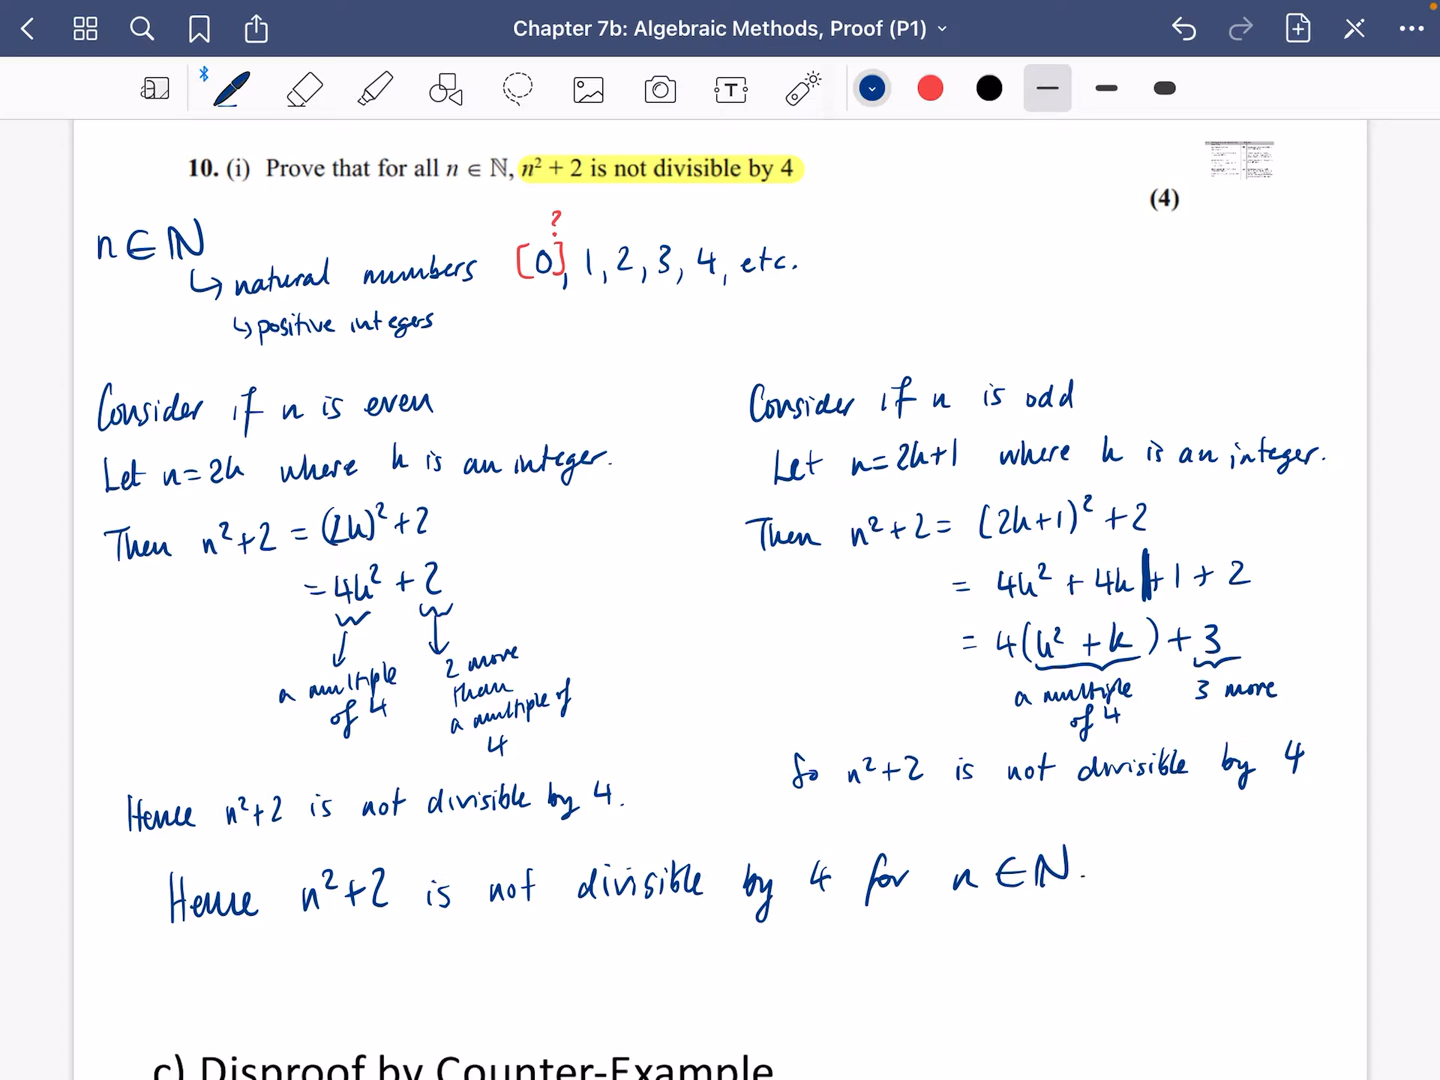 Chapter 7b: Algebraic Methods, Proof (P1)
10. (i) Prove that for all n ∈ ℕ, n² + 2 is not divisible by 4
(4)
n ∈ ℕ
?
↳ natural numbers [0], 1, 2, 3, 4, etc.
↳ positive integers
Consider if n is even
Let n=2k where k is an integer.
Then n²+2 = (2k)²+2
= 4k² + 2
a multiple of 4
2 more than a multiple of 4
Hence n²+2 is not divisible by 4.
Consider if n is odd
Let n=2k+1 where k is an integer.
Then n²+2 = (2k+1)² + 2
= 4k² + 4k + 1 + 2
= 4(k² + k) + 3
a multiple of 4
3 more
So n²+2 is not divisible by 4
Hence n²+2 is not divisible by 4 for n ∈ ℕ.
c) Disproof by Counter-Example